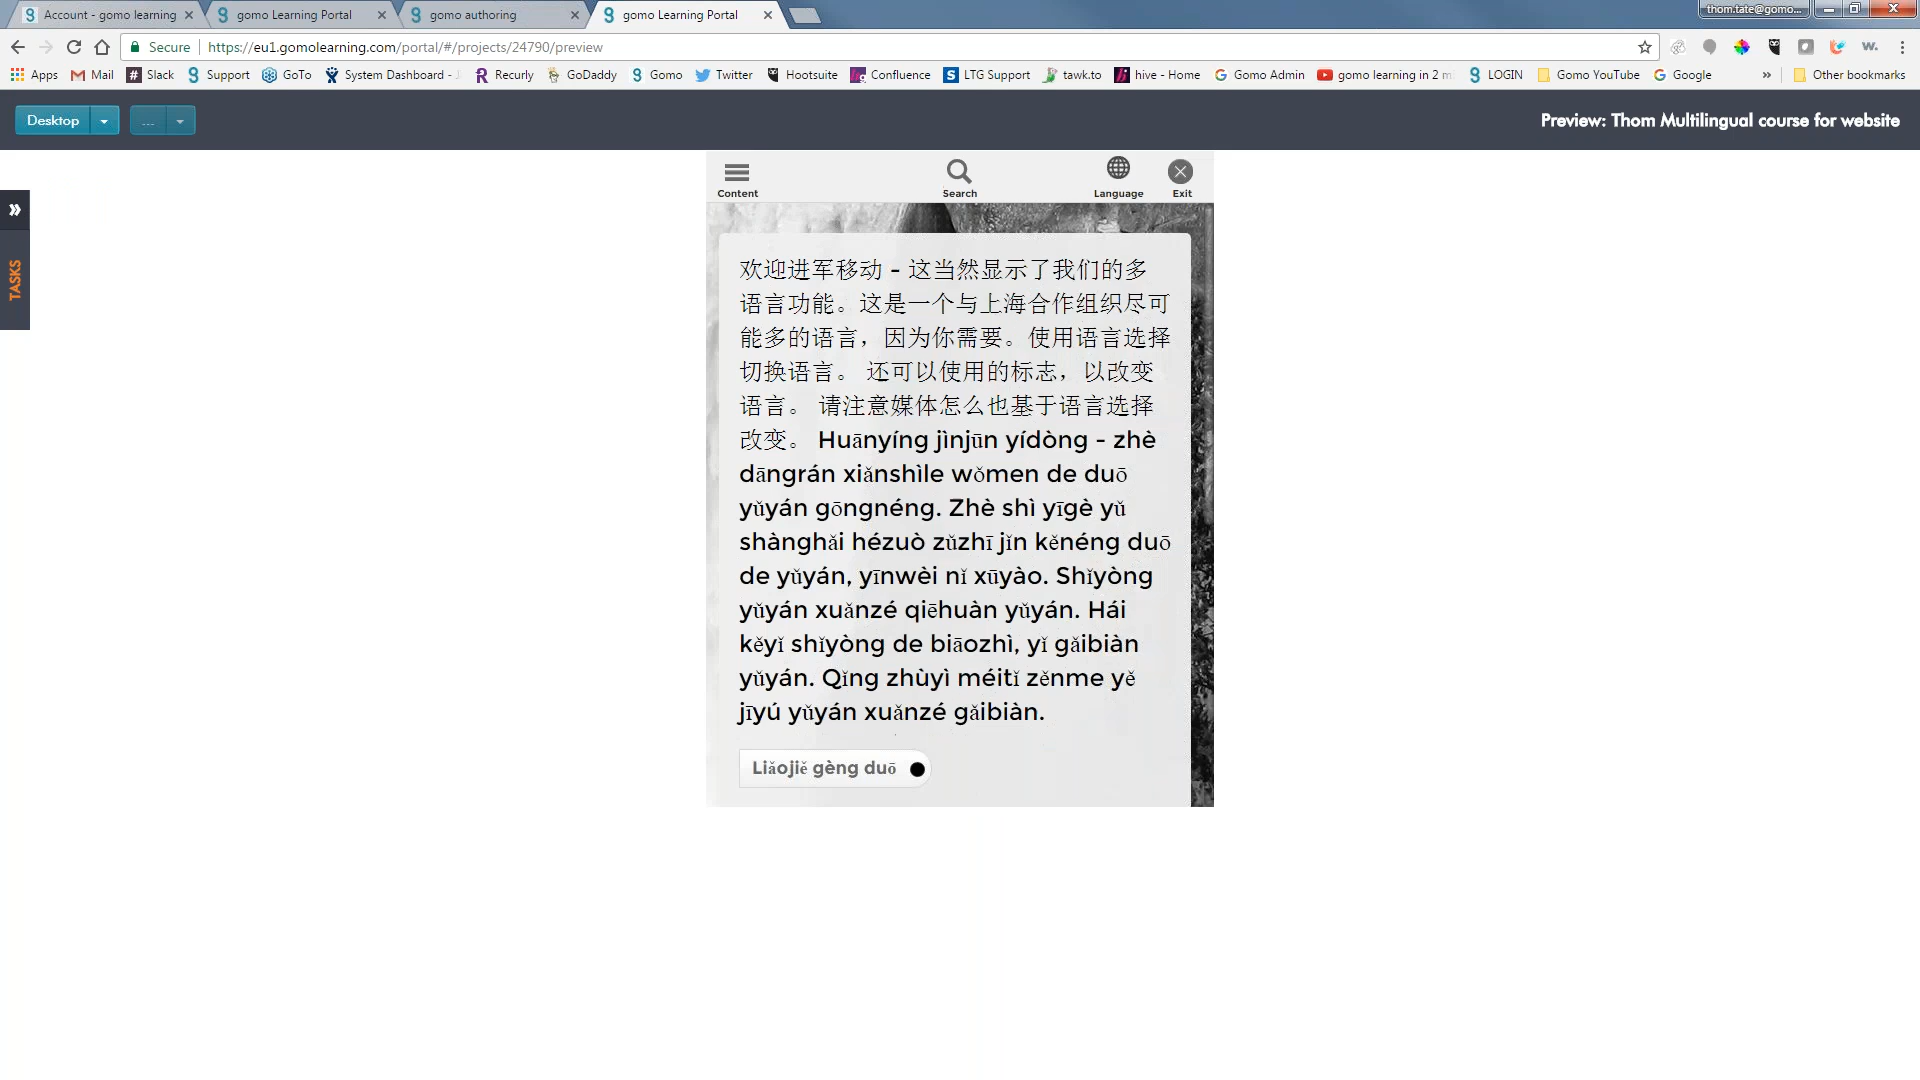 Account - gomo learning
gomo Learning Portal
gomo authoring
gomo Learning Portal
thom.tate@gomo...
Secure
https://eu1.gomolearning.com/portal/#/projects/24790/preview
Apps
Mail
Slack
Support
GoTo
System Dashboard -
Recurly
GoDaddy
Gomo
Twitter
Hootsuite
Confluence
LTG Support
tawk.to
hive - Home
Gomo Admin
gomo learning in 2 m
LOGIN
Gomo YouTube
Google
»
Other bookmarks
Desktop
...
Preview: Thom Multilingual course for website
»
TASKS
Content
Search
Language
Exit
欢迎进军移动 - 这当然显示了我们的多
语言功能。这是一个与上海合作组织尽可
能多的语言，因为你需要。使用语言选择
切换语言。 还可以使用的标志，以改变
语言。 请注意媒体怎么也基于语言选择
改变。 Huānyíng jìnjūn yídòng - zhè
dāngrán xiǎnshìle wǒmen de duō
yǔyán gōngnéng. Zhè shì yīgè yǔ
shànghǎi hézuò zǔzhī jǐn kěnéng duō
de yǔyán, yīnwèi nǐ xūyào. Shǐyòng
yǔyán xuǎnzé qiēhuàn yǔyán. Hái
kěyǐ shǐyòng de biāozhì, yǐ gǎibiàn
yǔyán. Qǐng zhùyì méitǐ zěnme yě
jīyú yǔyán xuǎnzé gǎibiàn.
Liǎojiě gèng duō